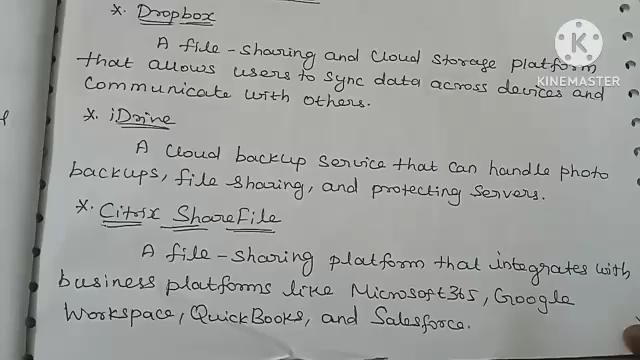 *. Dropbox
A file-sharing and cloud storage platform
that allows users to sync data across devices and
communicate with others.
*. iDrive
A cloud backup service that can handle photo
backups, file sharing, and protecting servers.
*. Citrix ShareFile
A file-sharing platform that integrates with
business platforms like Microsoft365, Google
Workspace, QuickBooks, and Salesforce.
KINEMASTER